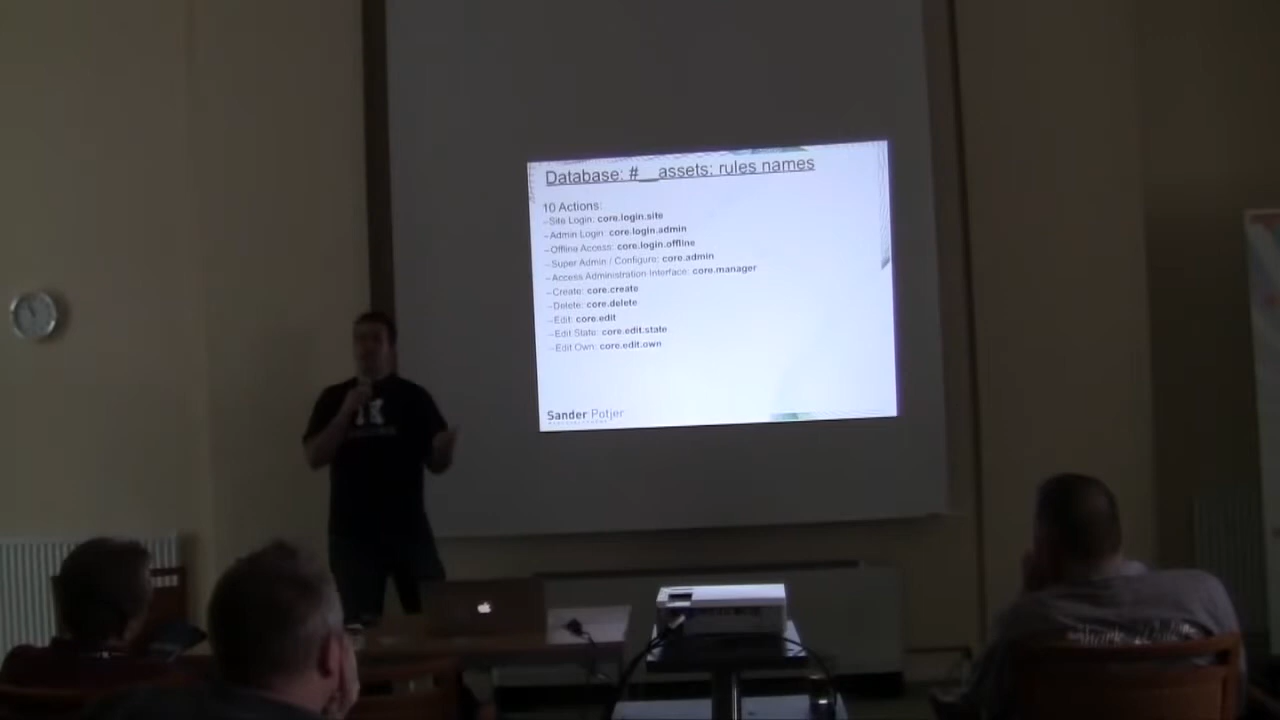 Database: #__assets: rules names
10 Actions:
–Site Login: core.login.site
–Admin Login: core.login.admin
–Offline Access: core.login.offline
–Super Admin / Configure: core.admin
–Access Administration Interface: core.manager
–Create: core.create
–Delete: core.delete
–Edit: core.edit
–Edit State: core.edit.state
–Edit Own: core.edit.own
Sander Potjer